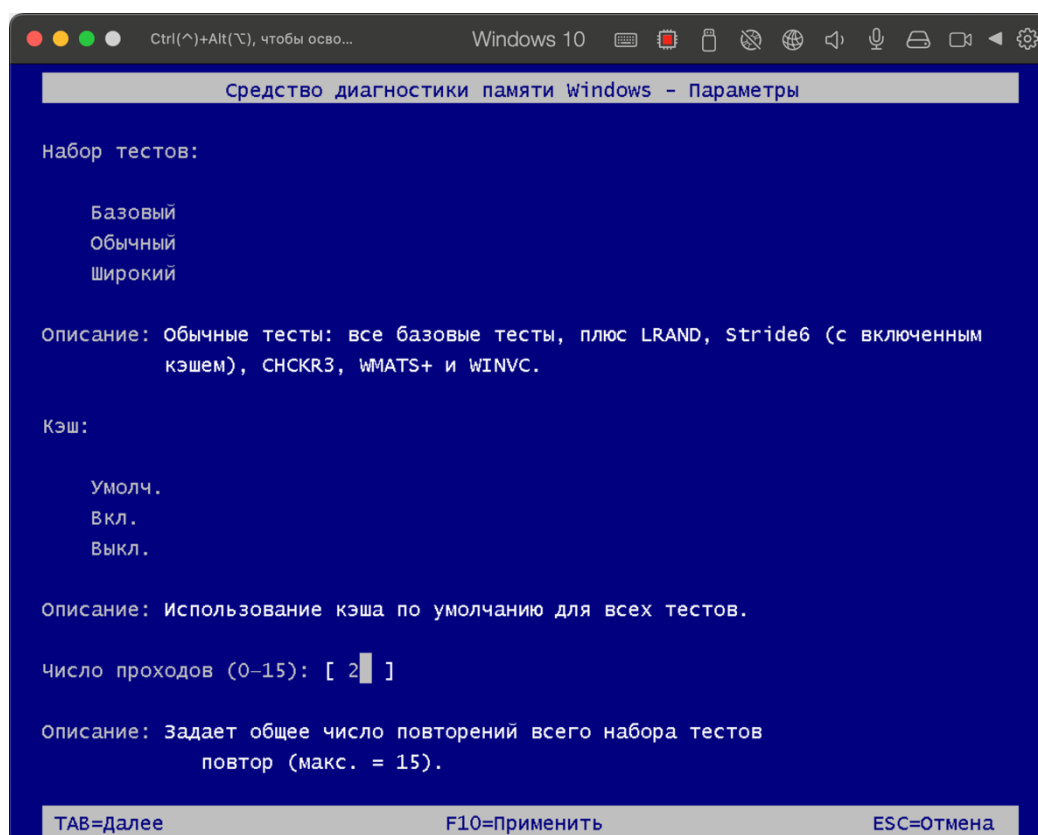 Ctrl(^)+Alt(⌥), чтобы осво...
Windows 10
Средство диагностики памяти Windows - Параметры
Набор тестов:
Базовый
Обычный
Широкий
Описание: Обычные тесты: все базовые тесты, плюс LRAND, Stride6 (с включенным
кэшем), CHCKR3, WMATS+ и WINVC.
Кэш:
Умолч.
Вкл.
Выкл.
Описание: Использование кэша по умолчанию для всех тестов.
Число проходов (0–15): [ 2 ]
Описание: Задает общее число повторений всего набора тестов
повтор (макс. = 15).
TAB=Далее
F10=Применить
ESC=Отмена